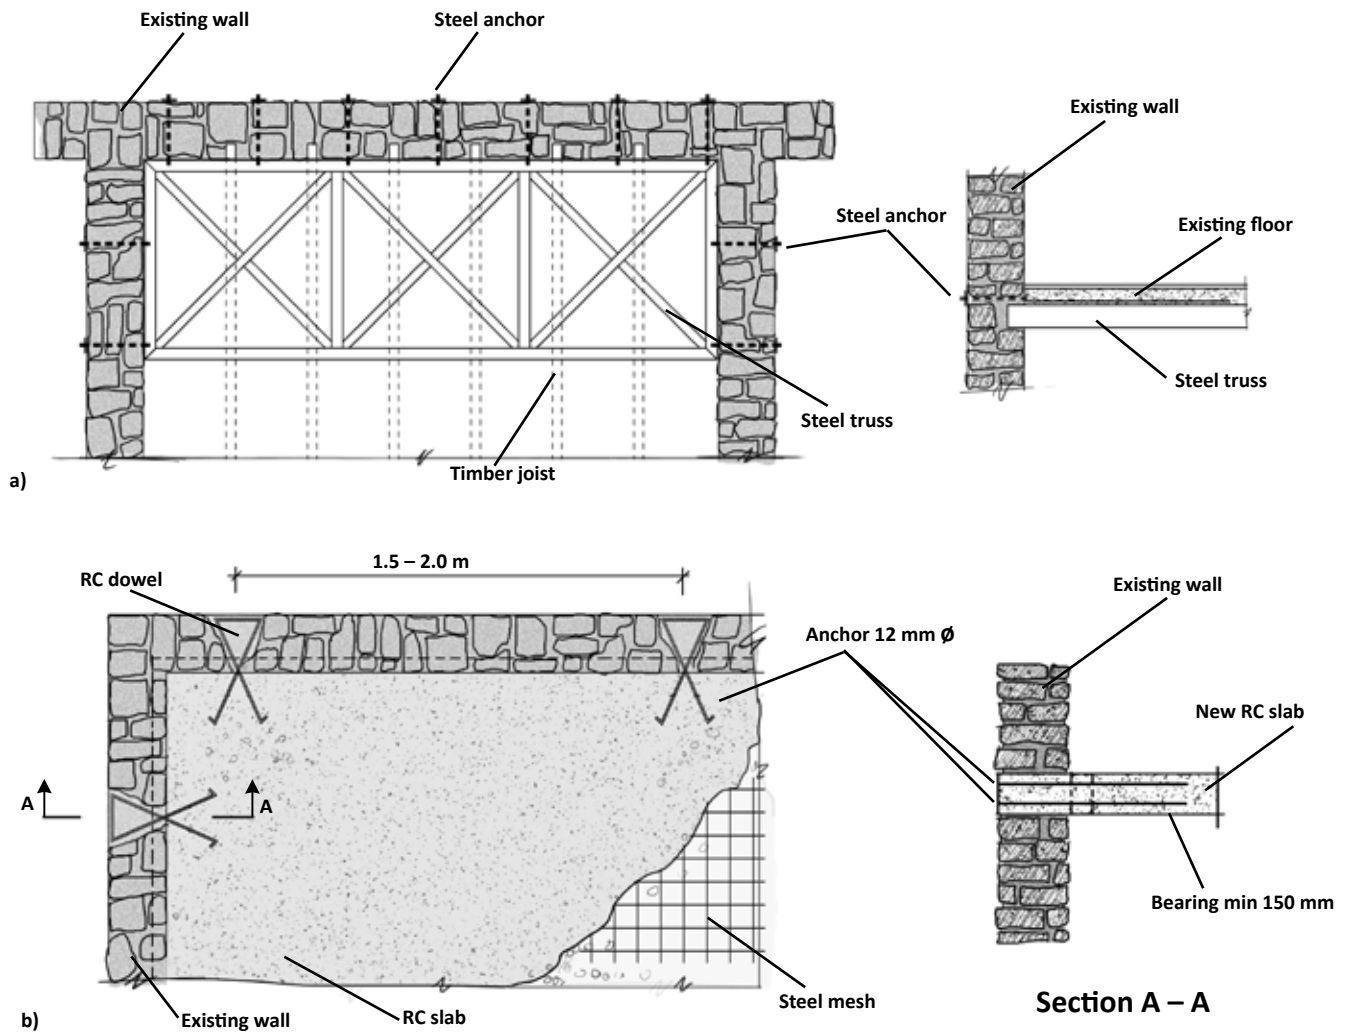 Existing wall
Steel anchor
Existing wall
Steel anchor
Existing floor
Steel truss
Steel truss
Timber joist
a)
1.5 – 2.0 m
RC dowel
Existing wall
Anchor 12 mm Ø
New RC slab
A
A
Bearing min 150 mm
Steel mesh
Section A – A
RC slab
Existing wall
b)